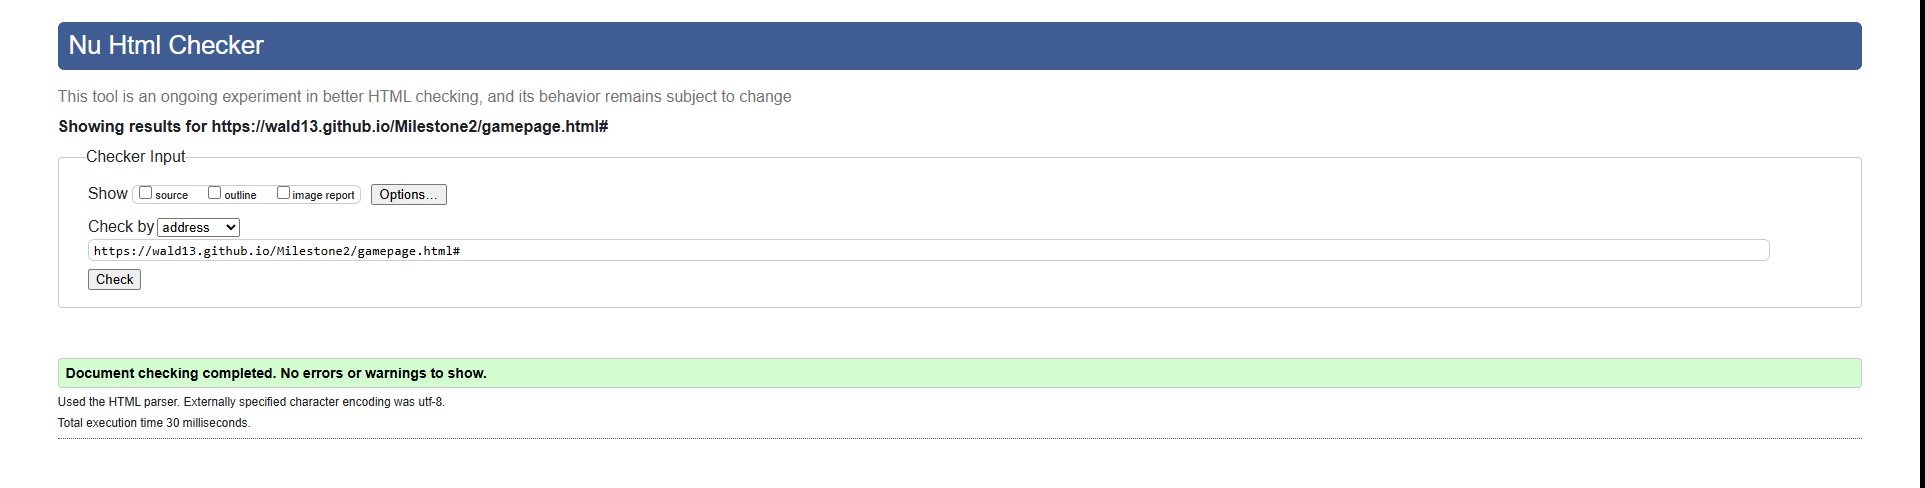 Nu Html Checker
This tool is an ongoing experiment in better HTML checking, and its behavior remains subject to change
Showing results for https://wald13.github.io/Milestone2/gamepage.html#
Checker Input
Show source outline image report Options...
Check by address
https://wald13.github.io/Milestone2/gamepage.html#
Check
Document checking completed. No errors or warnings to show.
Used the HTML parser. Externally specified character encoding was utf-8.
Total execution time 30 milliseconds.